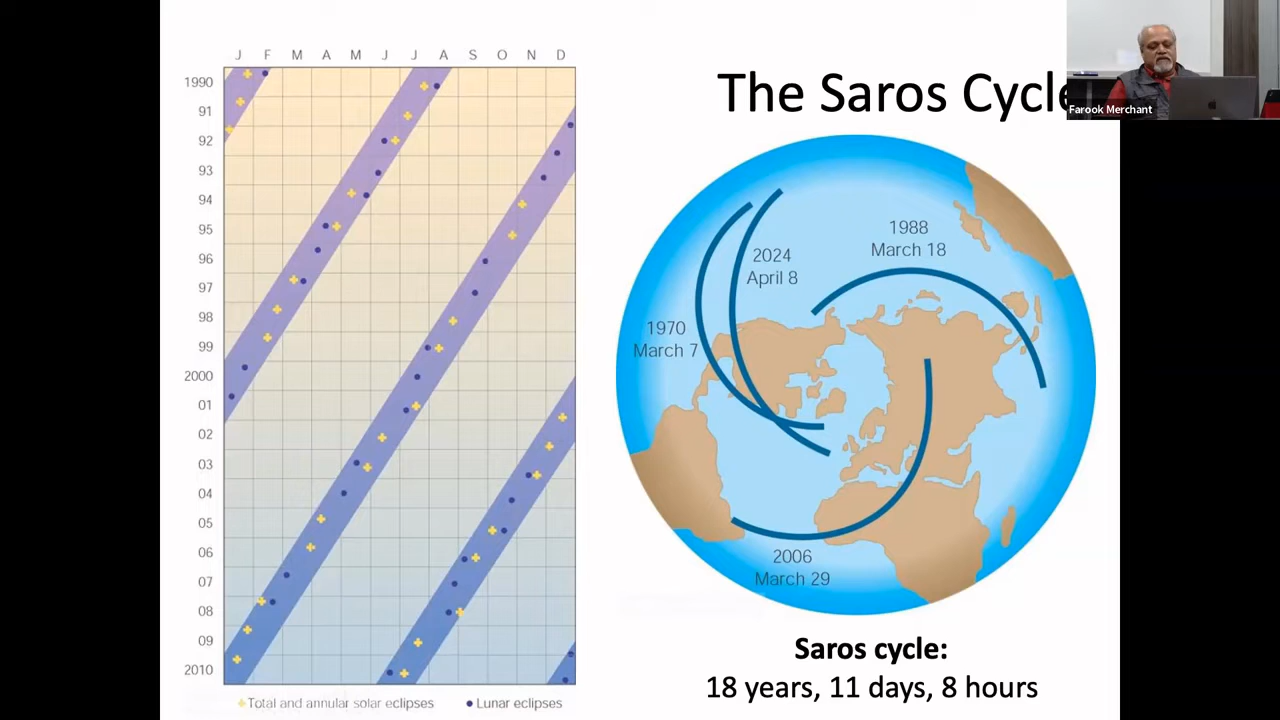 The Saros Cycle
Farook Merchant
J F M A M J J A S O N D
1990
91
92
93
94
95
96
97
98
99
2000
01
02
03
04
05
06
07
08
09
2010
Total and annular solar eclipses
Lunar eclipses
1988
March 18
2024
April 8
1970
March 7
2006
March 29
Saros cycle:
18 years, 11 days, 8 hours